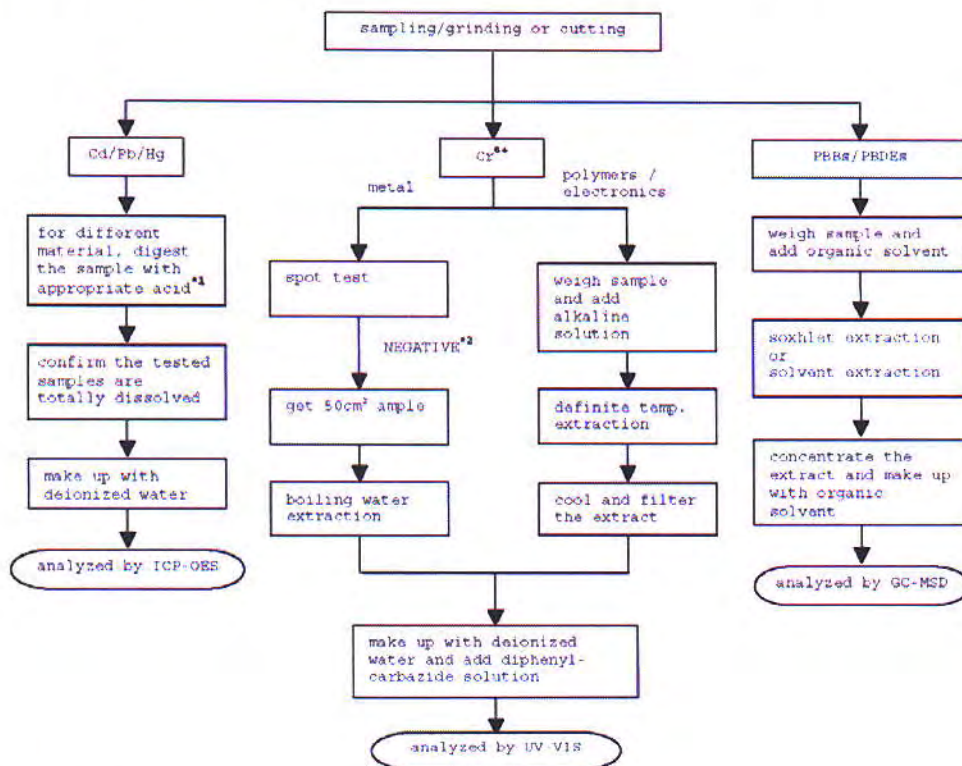 sampling/grinding or cutting
Cd/Pb/Hg
Cr⁶⁺
PBBs/PBDEs
metal
polymers /
electronics
for different
material, digest
the sample with
appropriate acid*1
confirm the tested
samples are
totally dissolved
make up with
deionized water
analyzed by ICP-OES
spot test
NEGATIVE*2
get 50cm² ample
boiling water
extraction
weigh sample
and add
alkaline
solution
definite temp.
extraction
cool and filter
the extract
make up with deionized
water and add diphenyl-
carbazide solution
analyzed by UV-VIS
weigh sample and
add organic solvent
soxhlet extraction
or
solvent extraction
concentrate the
extract and make up
with organic
solvent
analyzed by GC-MSD